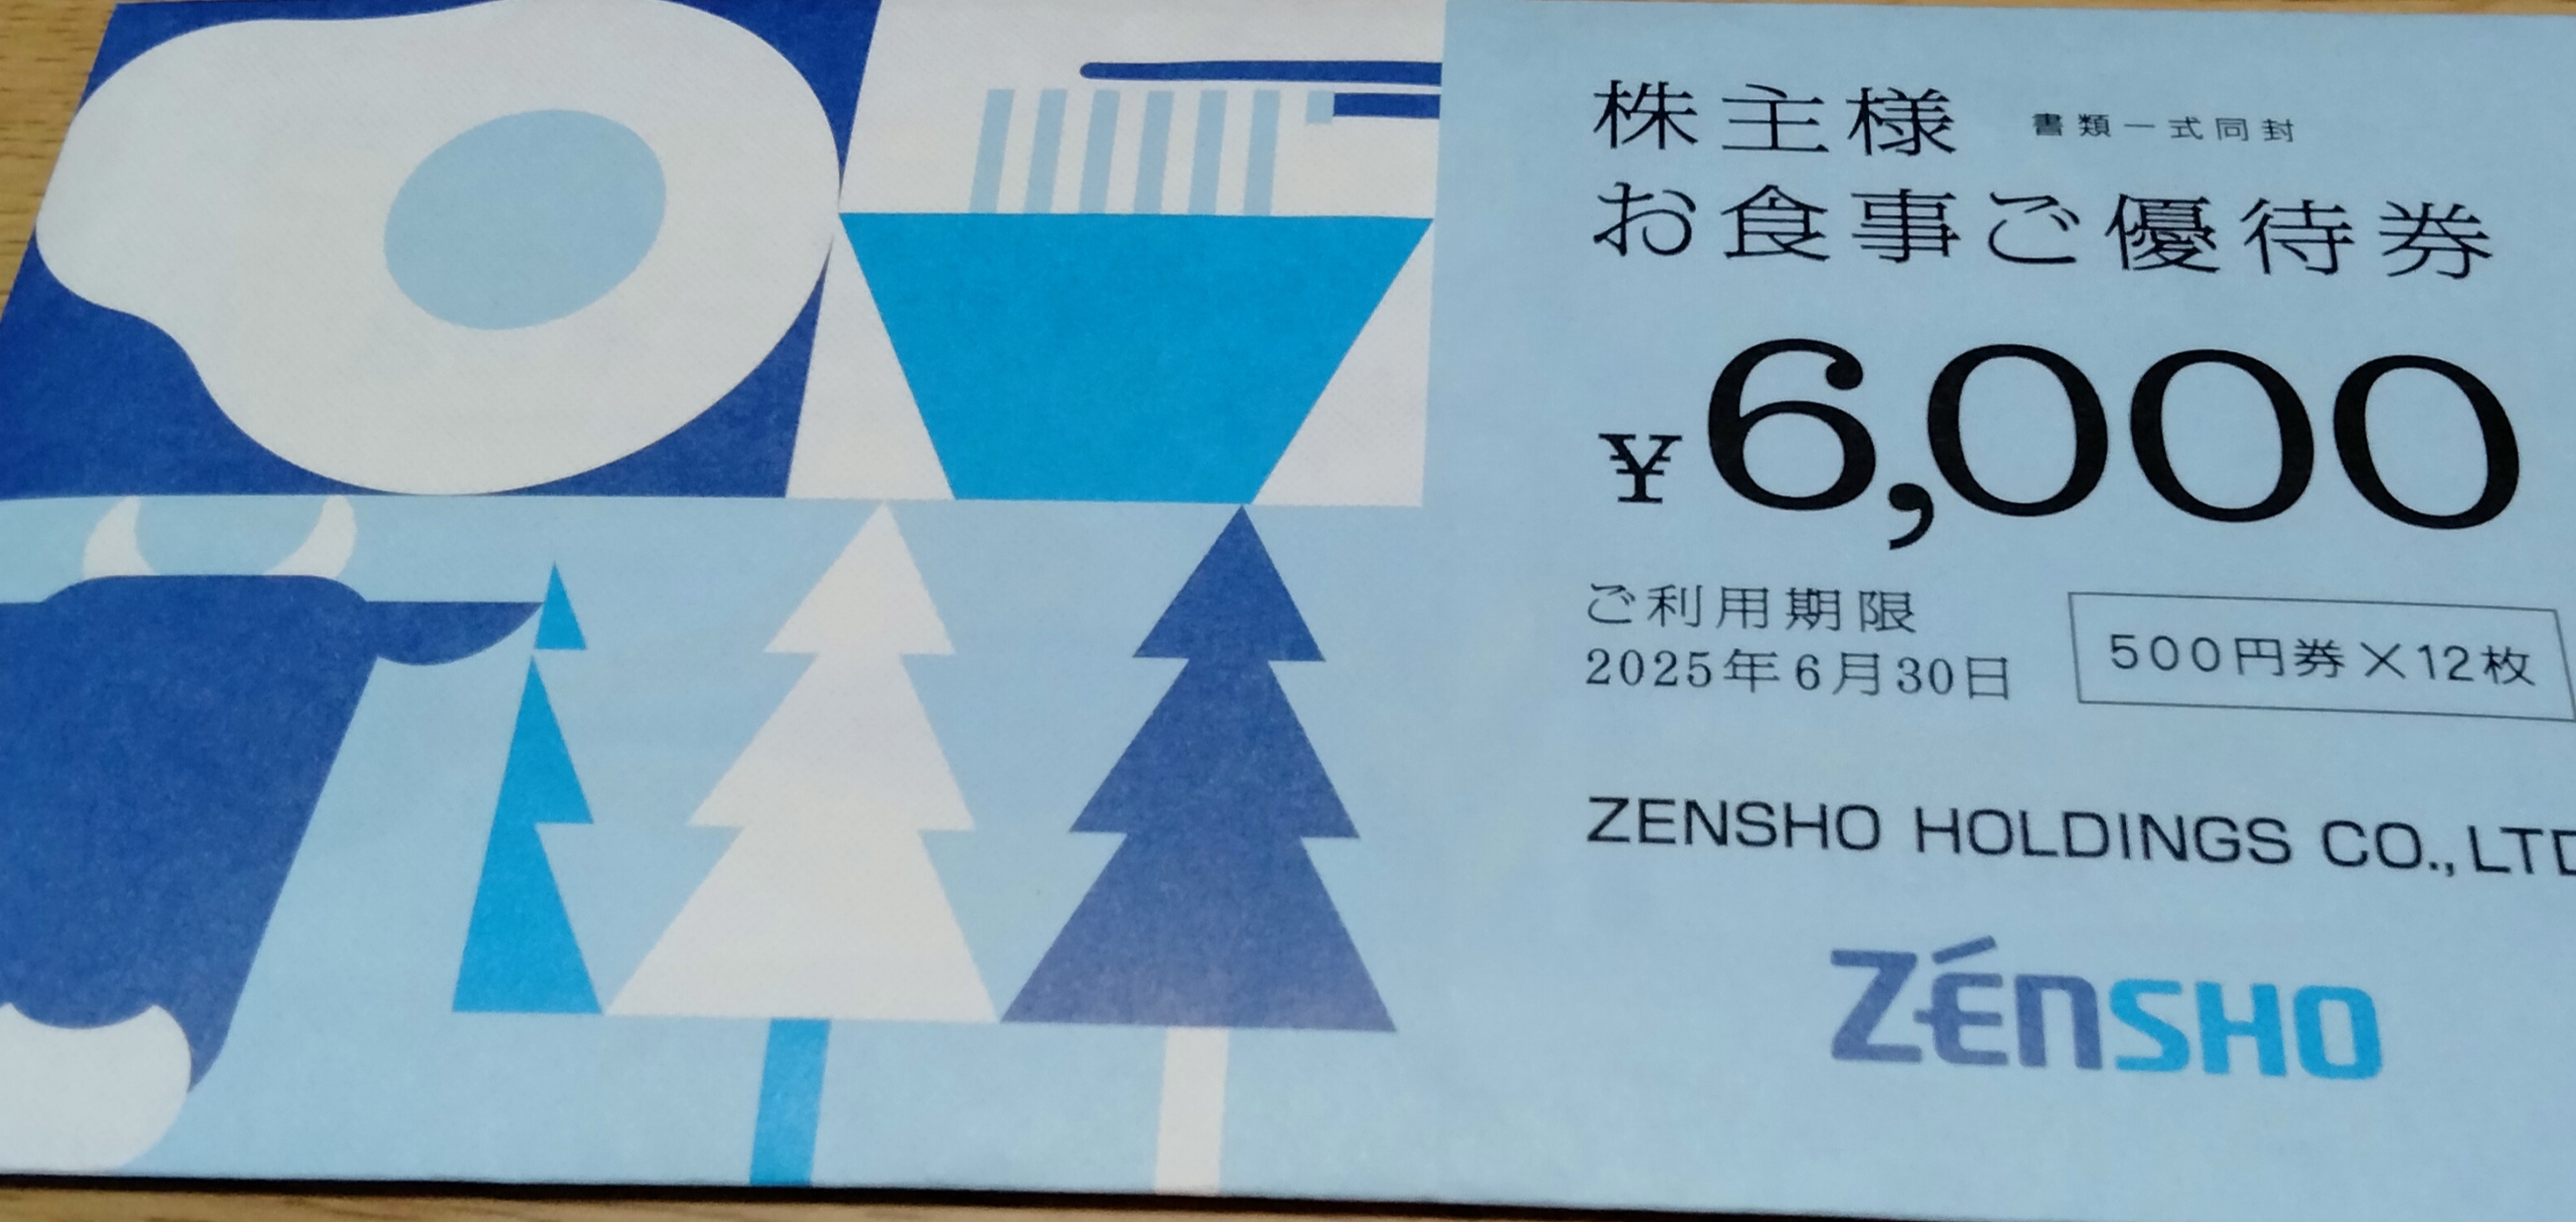 株主様 書類一式同封
お食事ご優待券
¥6,000
ご利用期限
2025年6月30日
500円券×12枚
ZENSHO HOLDINGS CO.,LTD
ZÉNSHO